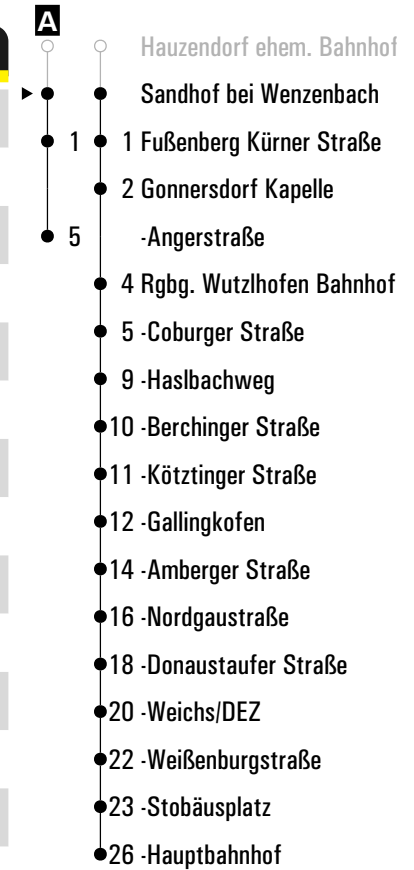 A
Hauzendorf ehem. Bahnhof
Sandhof bei Wenzenbach
1 1 Fußenberg Kürner Straße
2 Gonnersdorf Kapelle
5 -Angerstraße
4 Rgbg. Wutzlhofen Bahnhof
5 -Coburger Straße
9 -Haslbachweg
10 -Berchinger Straße
11 -Kötztinger Straße
12 -Gallingkofen
14 -Amberger Straße
16 -Nordgaustraße
18 -Donaustaufer Straße
20 -Weichs/DEZ
22 -Weißenburgstraße
23 -Stobäusplatz
26 -Hauptbahnhof